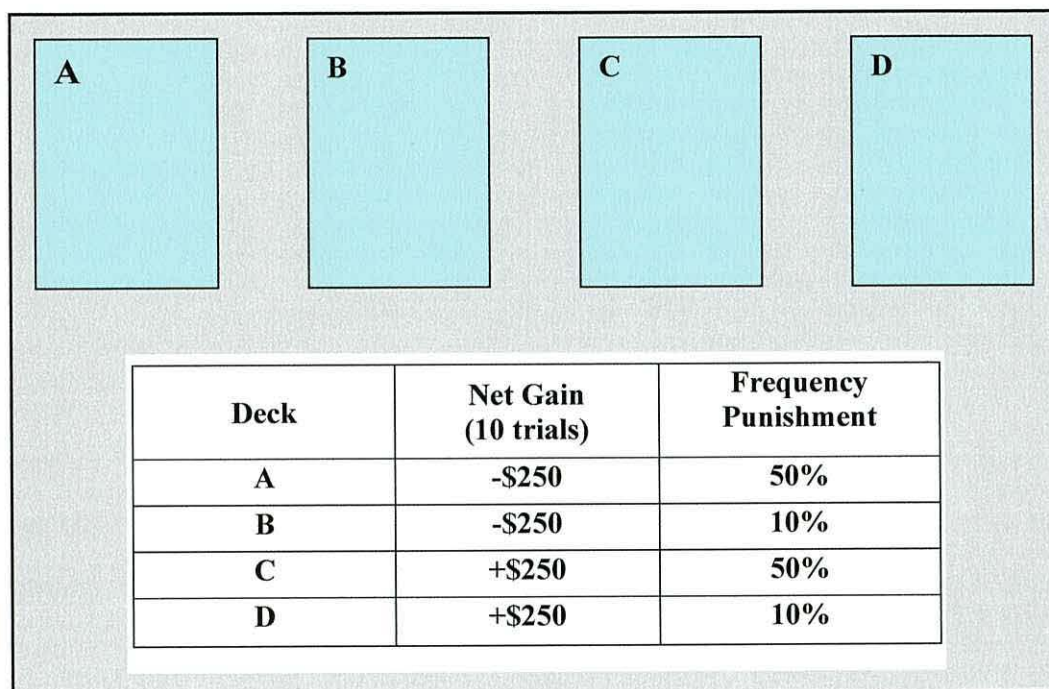 A B C D
Deck Net Gain (10 trials) Frequency Punishment
A -$250 50%
B -$250 10%
C +$250 50%
D +$250 10%